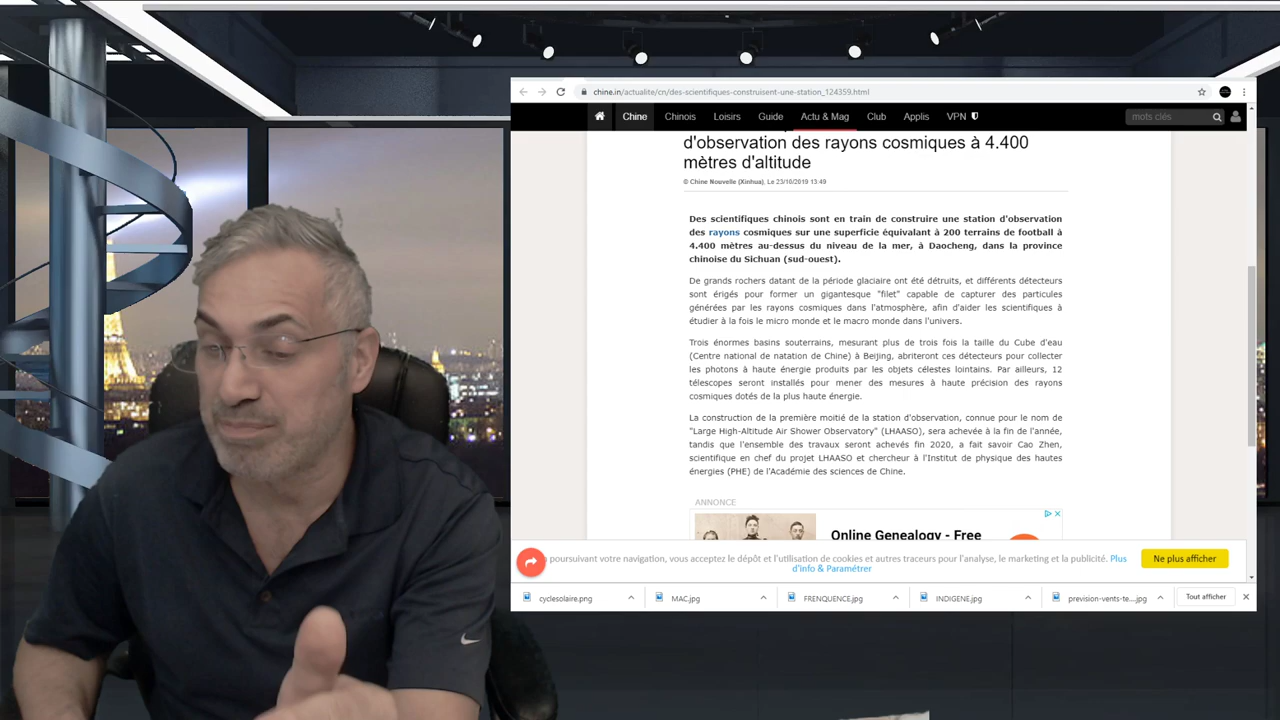 chine.in/actualite/cn/des-scientifiques-construisent-une-station_124359.html
Chine Chinois Loisirs Guide Actu & Mag Club Applis VPN mots clés
d'observation des rayons cosmiques à 4.400
mètres d'altitude
© Chine Nouvelle (Xinhua), Le 23/10/2019 13:49
Des scientifiques chinois sont en train de construire une station d'observation
des rayons cosmiques sur une superficie équivalant à 200 terrains de football à
4.400 mètres au-dessus du niveau de la mer, à Daocheng, dans la province
chinoise du Sichuan (sud-ouest).
De grands rochers datant de la période glaciaire ont été détruits, et différents détecteurs
sont érigés pour former un gigantesque "filet" capable de capturer des particules
générées par les rayons cosmiques dans l'atmosphère, afin d'aider les scientifiques à
étudier à la fois le micro monde et le macro monde dans l'univers.
Trois énormes basins souterrains, mesurant plus de trois fois la taille du Cube d'eau
(Centre national de natation de Chine) à Beijing, abriteront ces détecteurs pour collecter
les photons à haute énergie produits par les objets célestes lointains. Par ailleurs, 12
télescopes seront installés pour mener des mesures à haute précision des rayons
cosmiques dotés de la plus haute énergie.
La construction de la première moitié de la station d'observation, connue pour le nom de
"Large High-Altitude Air Shower Observatory" (LHAASO), sera achevée à la fin de l'année,
tandis que l'ensemble des travaux seront achevés fin 2020, a fait savoir Cao Zhen,
scientifique en chef du projet LHAASO et chercheur à l'Institut de physique des hautes
énergies (PHE) de l'Académie des sciences de Chine.
ANNONCE
Online Genealogy - Free
poursuivant votre navigation, vous acceptez le dépôt et l'utilisation de cookies et autres traceurs pour l'analyse, le marketing et la publicité. Plus
d'info & Paramétrer
Ne plus afficher
cyclesolaire.png MAC.jpg FRENQUENCE.jpg INDIGENE.jpg prevision-vents-te....jpg Tout afficher